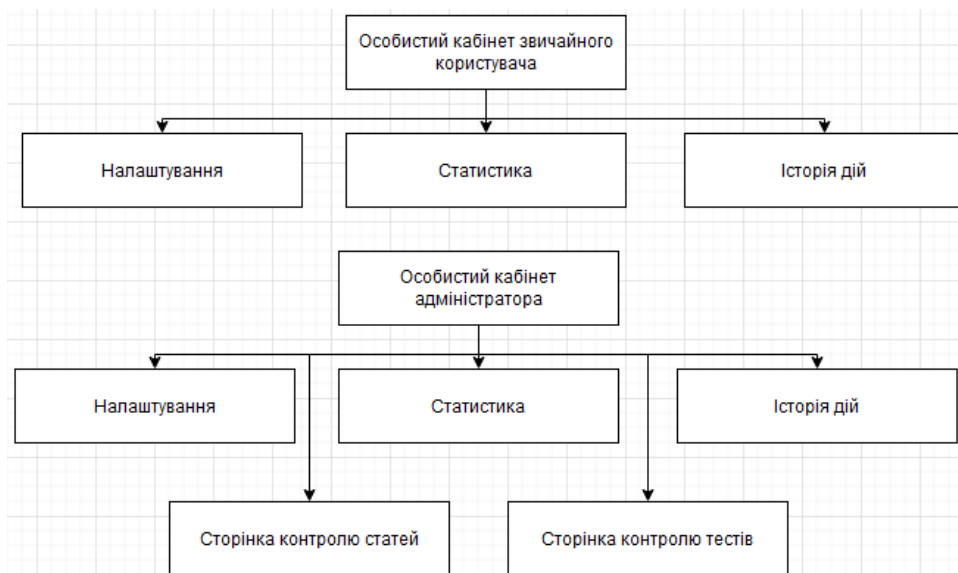 Особистий кабінет звичайного
користувача
Налаштування
Статистика
Історія дій
Особистий кабінет
адміністратора
Налаштування
Статистика
Історія дій
Сторінка контролю статей
Сторінка контролю тестів